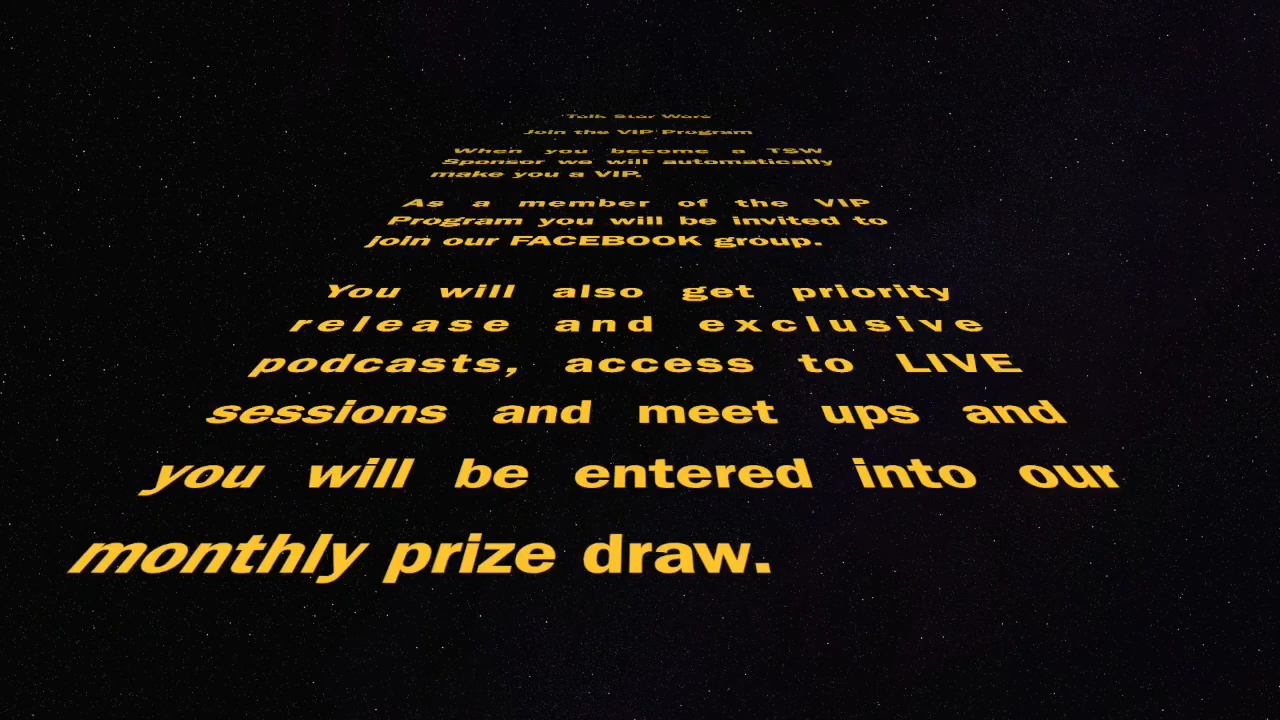 Talk Star Wars
Join the VIP Program
When you become a TSW
Sponsor we will automatically
make you a VIP.
As a member of the VIP
Program you will be invited to
join our FACEBOOK group.
You will also get priority
release and exclusive
podcasts, access to LIVE
sessions and meet ups and
you will be entered into our
monthly prize draw.